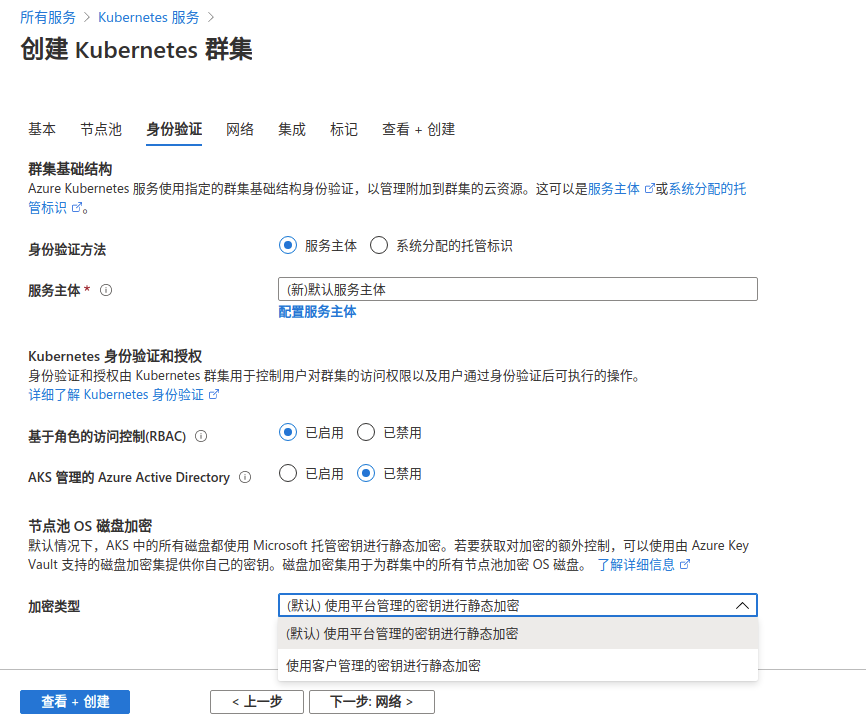 所有服务 > Kubernetes 服务 >
创建 Kubernetes 群集
基本 节点池 身份验证 网络 集成 标记 查看 + 创建
群集基础结构
Azure Kubernetes 服务使用指定的群集基础结构身份验证，以管理附加到群集的云资源。这可以是服务主体或系统分配的托
管标识。
身份验证方法 服务主体 系统分配的托管标识
服务主体 * (新)默认服务主体
配置服务主体
Kubernetes 身份验证和授权
身份验证和授权由 Kubernetes 群集用于控制用户对群集的访问权限以及用户通过身份验证后可执行的操作。
详细了解 Kubernetes 身份验证
基于角色的访问控制(RBAC) 已启用 已禁用
AKS 管理的 Azure Active Directory 已启用 已禁用
节点池 OS 磁盘加密
默认情况下，AKS 中的所有磁盘都使用 Microsoft 托管密钥进行静态加密。若要获取对加密的额外控制，可以使用由 Azure Key
Vault 支持的磁盘加密集提供你自己的密钥。磁盘加密集用于为群集中的所有节点池加密 OS 磁盘。 了解详细信息
加密类型 (默认) 使用平台管理的密钥进行静态加密
(默认) 使用平台管理的密钥进行静态加密
使用客户管理的密钥进行静态加密
查看 + 创建 < 上一步 下一步: 网络 >